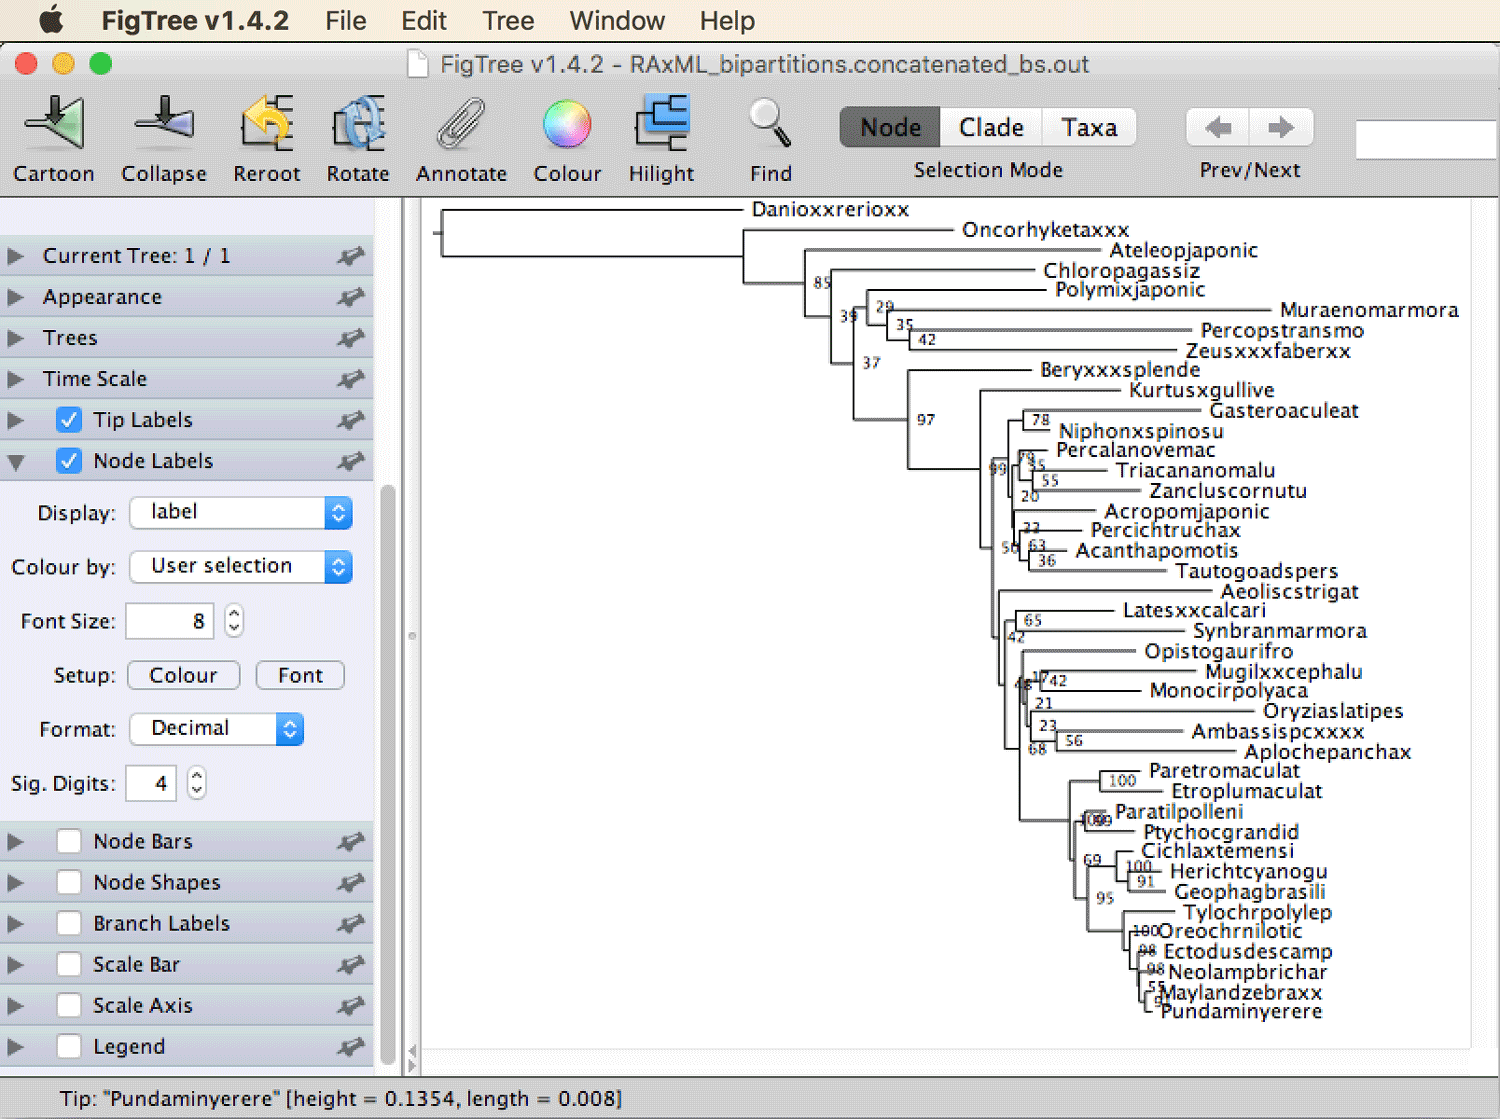 FigTree v1.4.2 File Edit Tree Window Help
FigTree v1.4.2 - RAxML_bipartitions.concatenated_bs.out
Node Clade Taxa
Cartoon Collapse Reroot Rotate Annotate Colour Hilight Find Selection Mode Prev/Next
Current Tree: 1 / 1
Appearance
Trees
Time Scale
Tip Labels
Node Labels
Display: label
Colour by: User selection
Font Size: 8
Setup: Colour Font
Format: Decimal
Sig. Digits: 4
Node Bars
Node Shapes
Branch Labels
Scale Bar
Scale Axis
Legend
Danioxxrerioxx
Oncorhyketaxxx
Ateleopjaponic
85
Chloropagassiz
Polymixjaponic
39
29
Muraenomarmora
35
Percopstransmo
42
Zeusxxxfaberxx
37
Beryxxxsplende
Kurtusxgullive
97
Gasteroaculeat
78
Niphonxspinosu
Percalanovemac
99
Triacananomalu
55
Zancluscornutu
20
Acropomjaponic
Percichtruchax
63
Acanthapomotis
36
Tautogoadspers
Aeoliscstrigat
Latesxxcalcari
65
Synbranmarmora
42
Opistogaurifro
Mugilxxcephalu
17
42
Monocirpolyaca
21
Oryziaslatipes
23
Ambassispcxxxx
56
68
Aplochepanchax
Paretromaculat
100
Etroplumaculat
Paratilpolleni
Ptychocgrandid
Cichlaxtemensi
69
100
Herichtcyanogu
91
Geophagbrasili
95
Tylochrpolylep
100
Oreochrnilotic
98
Ectodusdescamp
98
Neolampbrichar
55
Maylandzebraxx
Pundaminyerere
Tip: "Pundaminyerere" [height = 0.1354, length = 0.008]